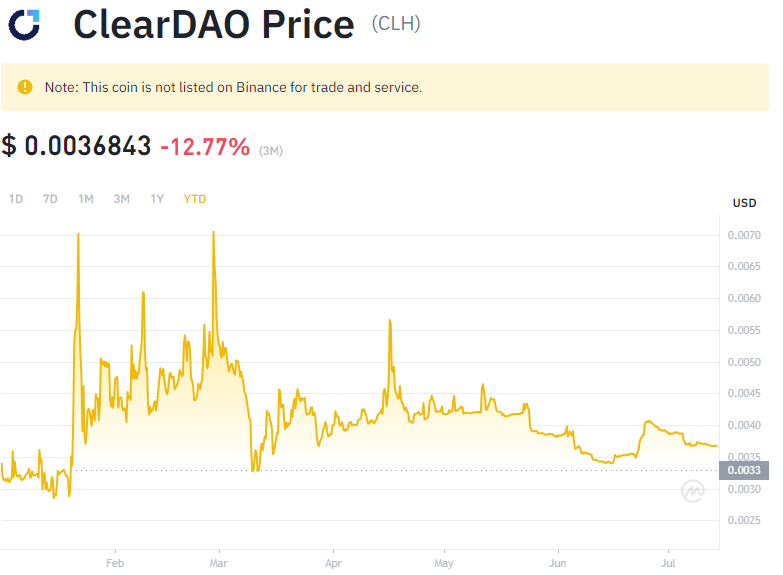 ClearDAO Price (CLH)
Note: This coin is not listed on Binance for trade and service.
$ 0.0036843 -12.77% (3M)
1D 7D 1M 3M 1Y YTD
USD
0.0070
0.0065
0.0060
0.0055
0.0050
0.0045
0.0040
0.0035
0.0033
0.0030
0.0025
Feb Mar Apr May Jun Jul